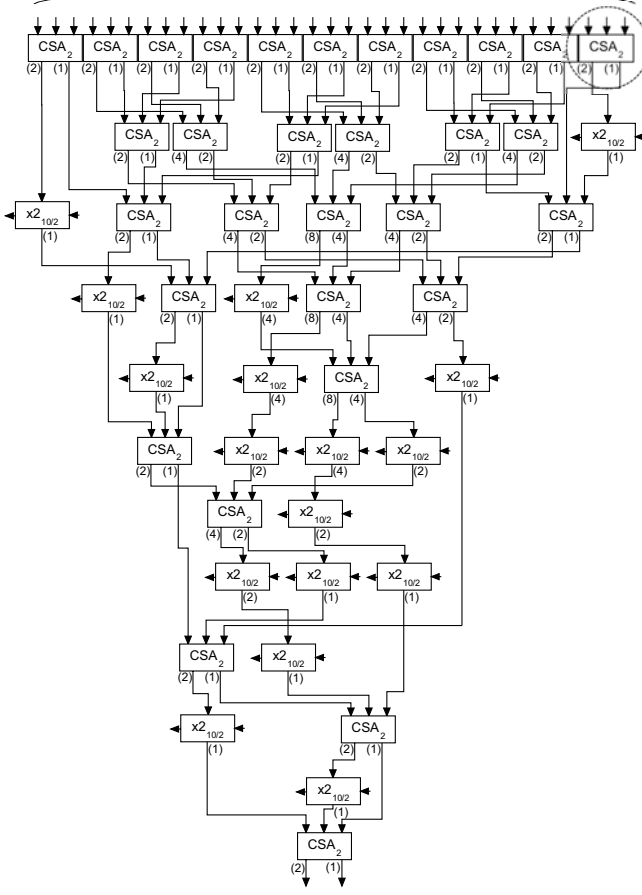 CSA₂ CSA₂ CSA₂ CSA₂ CSA₂ CSA₂ CSA₂ CSA₂ CSA₂ CSA₂ CSA₂
(2) (1) (2) (1) (2) (1) (2) (1) (2) (1) (2) (1) (2) (1) (2) (1) (2) (1) (2) (1) (2) (1)
CSA₂ CSA₂ CSA₂ CSA₂ CSA₂ CSA₂ x2 10/2
(2) (1) (4) (2) (2) (1) (4) (2) (2) (1) (4) (2) (1)
x2 10/2 CSA₂ CSA₂ CSA₂ CSA₂ CSA₂
(1) (2) (1) (4) (2) (8) (4) (4) (2) (2) (1)
x2 10/2 CSA₂ x2 10/2 CSA₂ CSA₂
(1) (2) (1) (4) (8) (4) (4) (2)
x2 10/2 x2 10/2 CSA₂ x2 10/2
(1) (4) (8) (4) (1)
CSA₂ x2 10/2 x2 10/2 x2 10/2
(2) (1) (2) (4) (2)
CSA₂ x2 10/2
(4) (2) (2)
x2 10/2 x2 10/2 x2 10/2
(2) (1) (1)
CSA₂ x2 10/2
(2) (1) (1)
x2 10/2 CSA₂
(1) (2) (1)
x2 10/2
(1)
CSA₂
(2) (1)